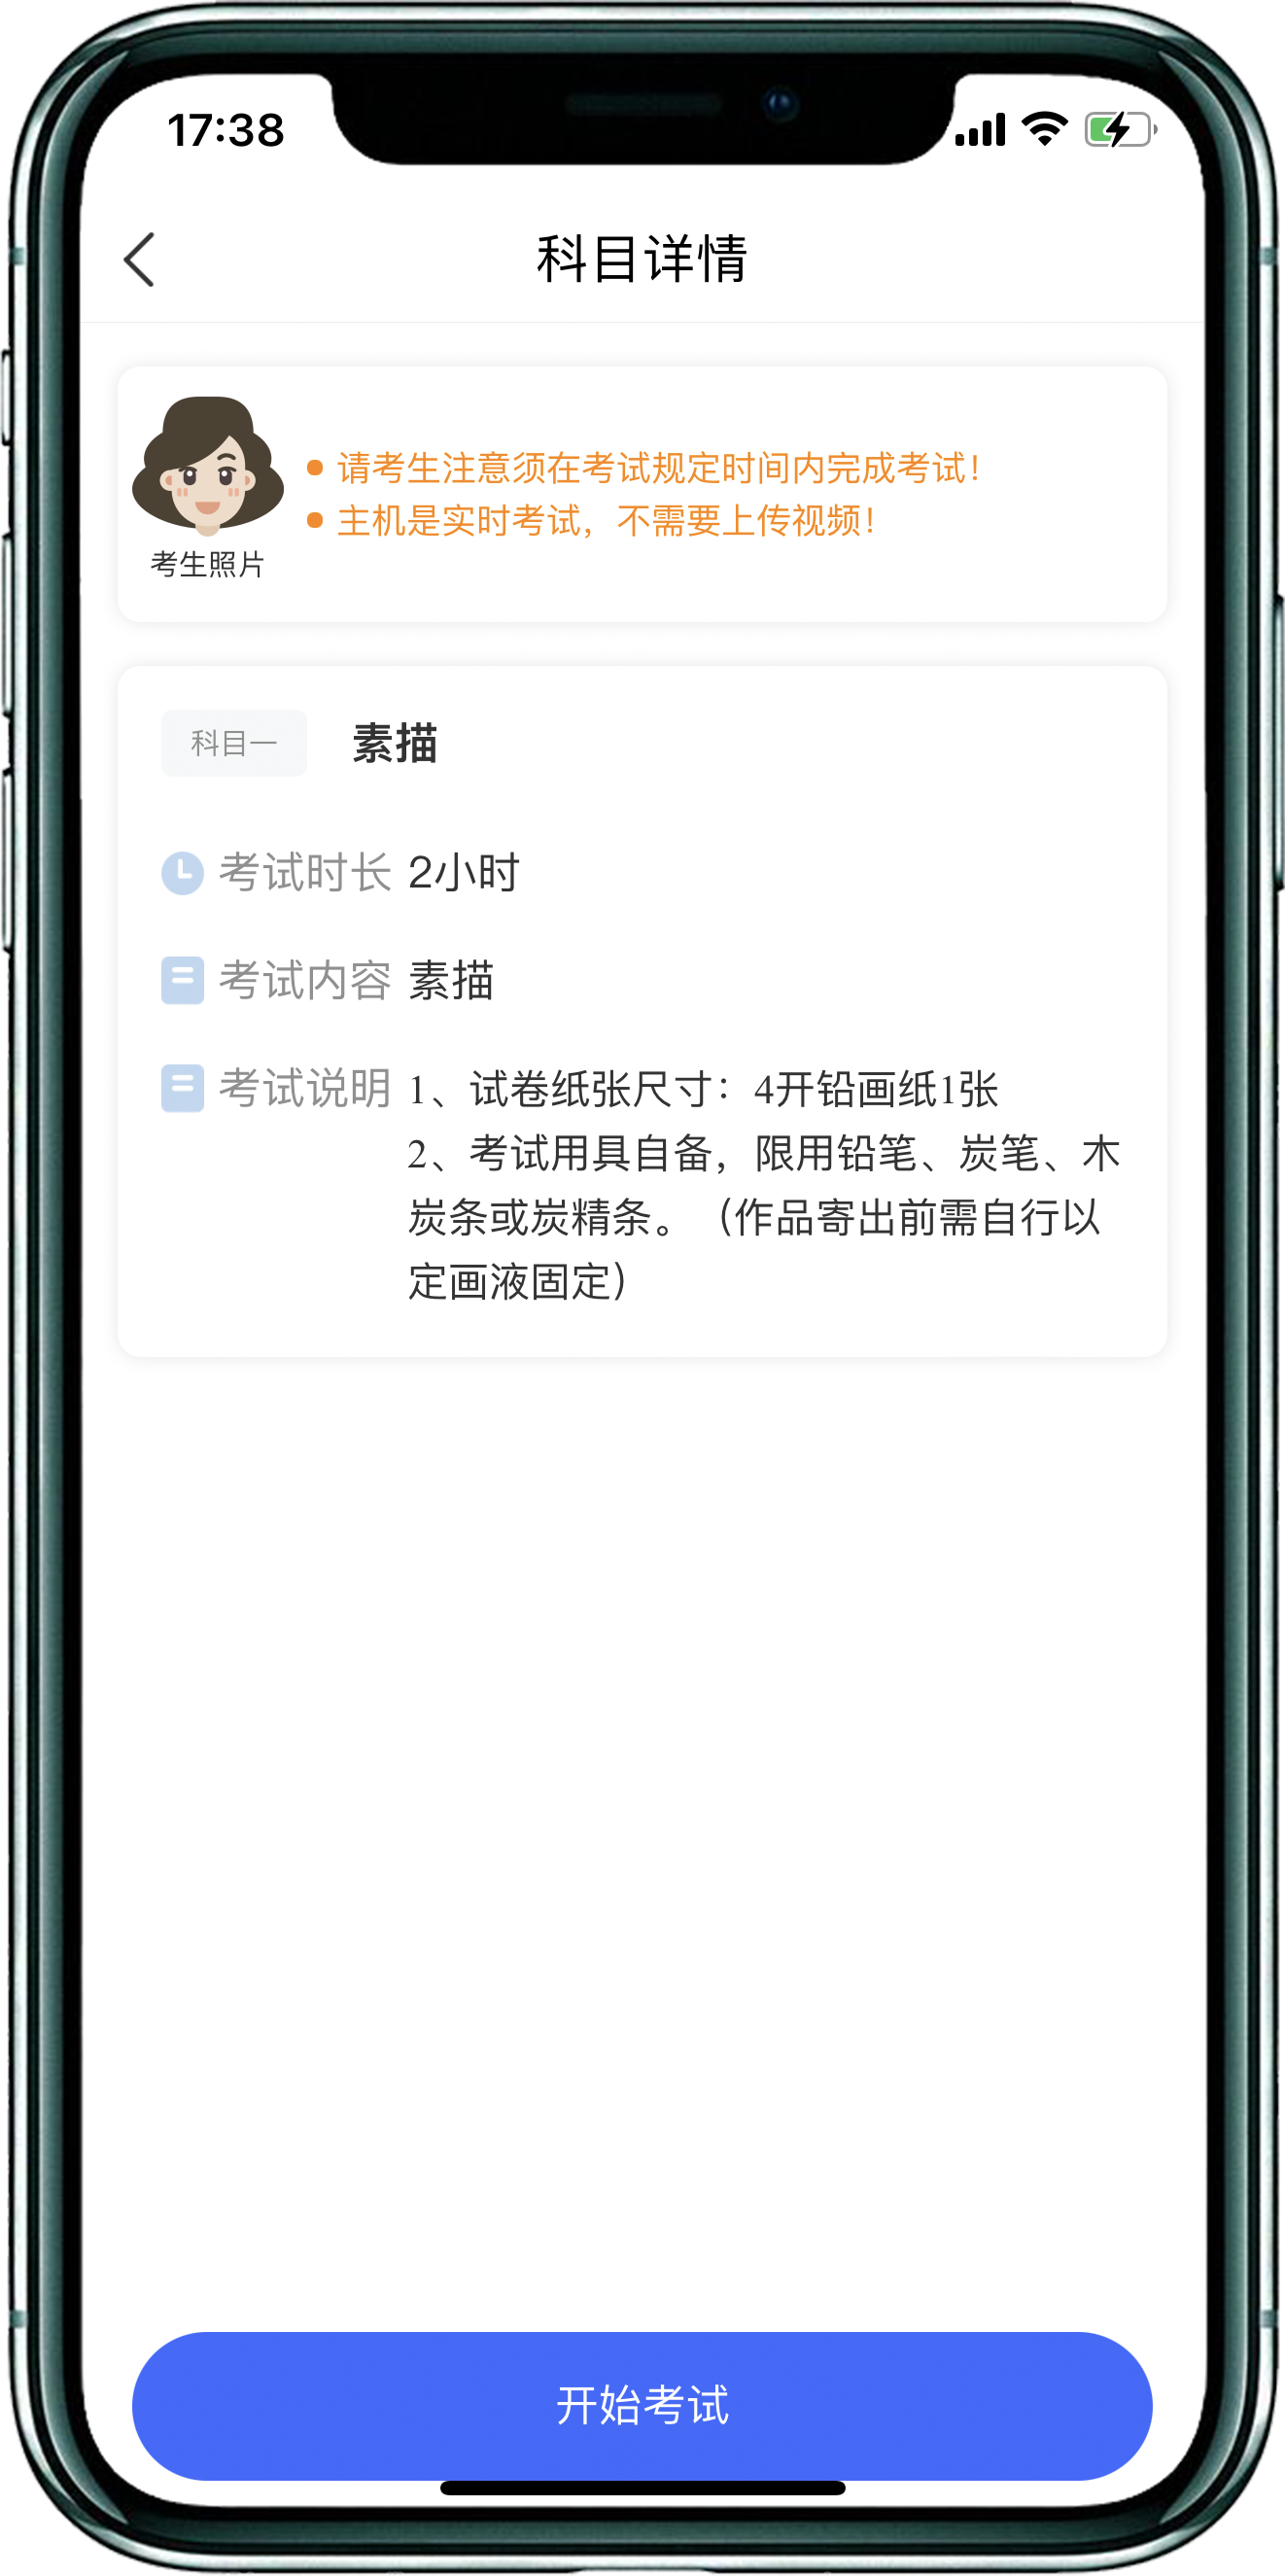 17:38
科目详情
请考生注意须在考试规定时间内完成考试！
主机是实时考试，不需要上传视频！
考生照片
科目一 素描
考试时长 2小时
考试内容 素描
考试说明 1、试卷纸张尺寸：4开铅画纸1张
2、考试用具自备，限用铅笔、炭笔、木
炭条或炭精条。（作品寄出前需自行以
定画液固定）
开始考试